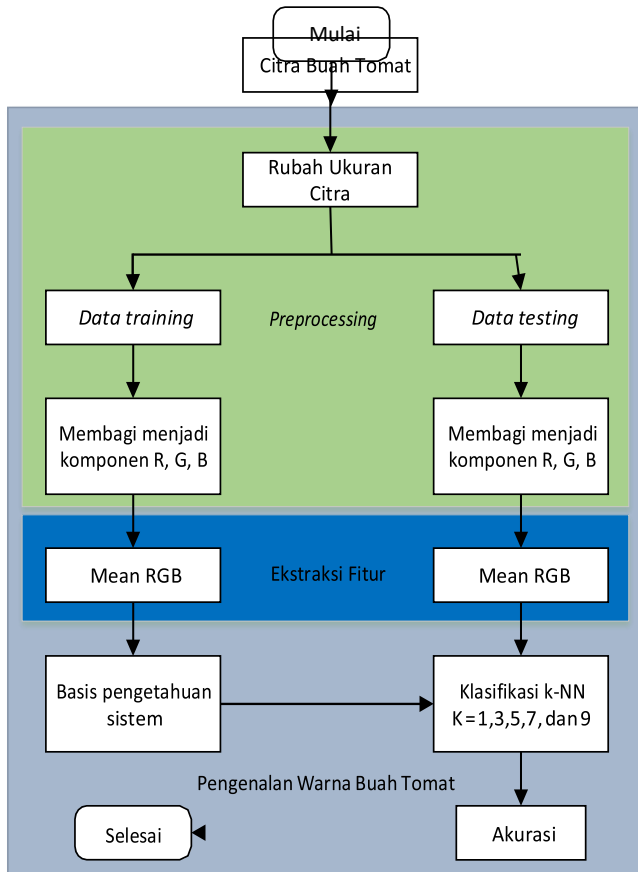 Mulai
Citra Buah Tomat
Rubah Ukuran
Citra
Data training
Preprocessing
Data testing
Membagi menjadi
komponen R, G, B
Membagi menjadi
komponen R, G, B
Mean RGB
Ekstraksi Fitur
Mean RGB
Basis pengetahuan
sistem
Klasifikasi k-NN
K=1,3,5,7, dan 9
Pengenalan Warna Buah Tomat
Selesai
Akurasi